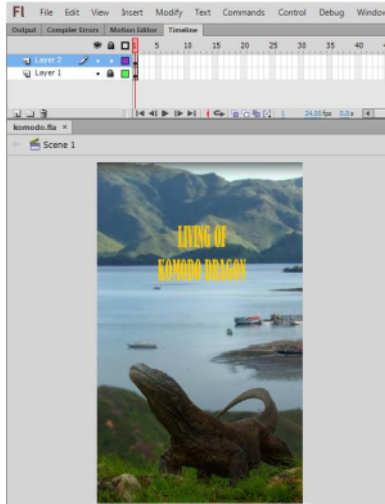 Fl File Edit View Insert Modify Text Commands Control Debug Window
Output Compiler Errors Motion Editor Timeline
1 5 10 15 20 25 30 35 40
Layer 2
Layer 1
1 24.00 fps 0.0 s
komodo.fla ×
Scene 1
LIVING OF
KOMODO DRAGON